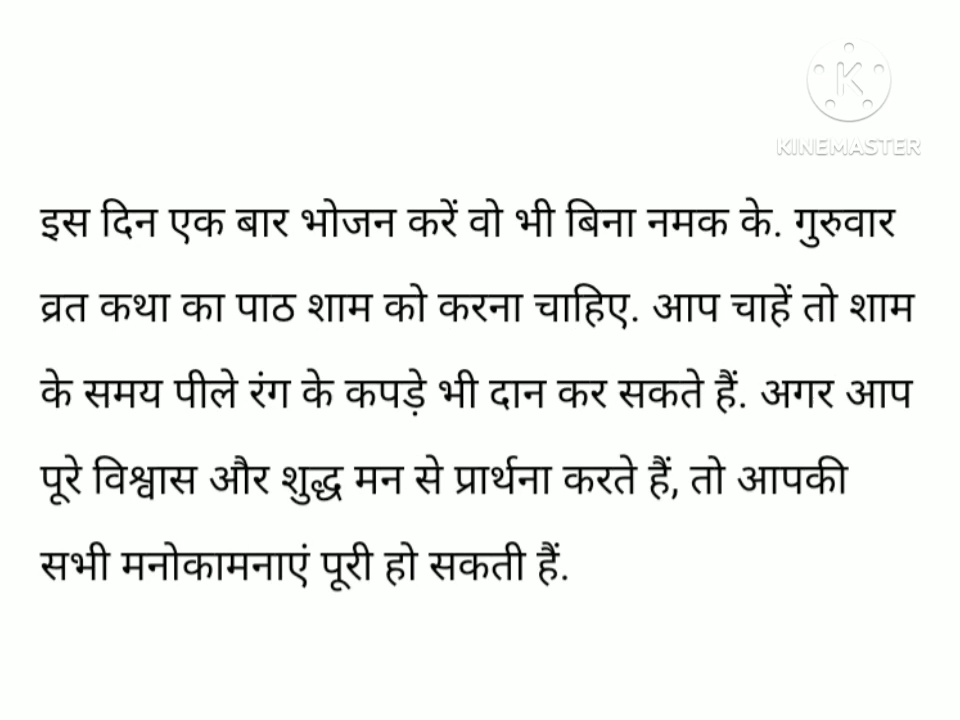 KINEMASTER
इस दिन एक बार भोजन करें वो भी बिना नमक के. गुरुवार
व्रत कथा का पाठ शाम को करना चाहिए. आप चाहें तो शाम
के समय पीले रंग के कपड़े भी दान कर सकते हैं. अगर आप
पूरे विश्वास और शुद्ध मन से प्रार्थना करते हैं, तो आपकी
सभी मनोकामनाएं पूरी हो सकती हैं.